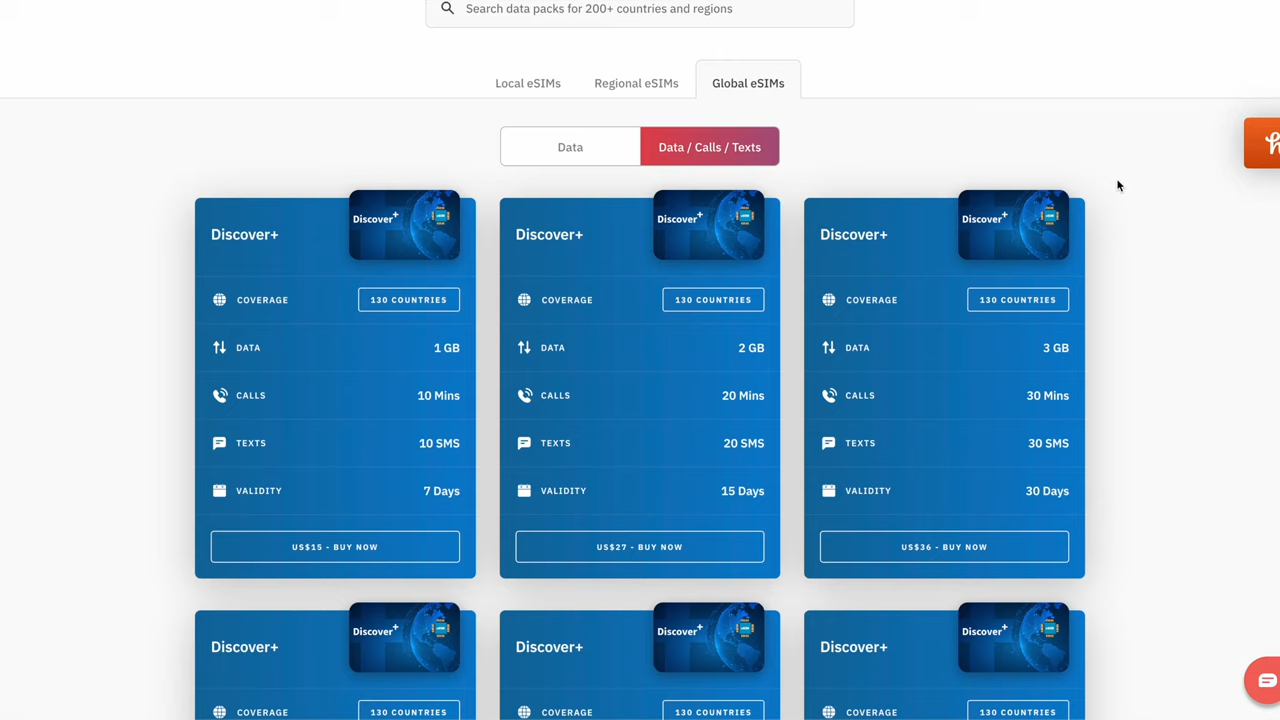 Search data packs for 200+ countries and regions
Local eSIMs Regional eSIMs Global eSIMs
Data Data / Calls / Texts
Discover+ Discover+ Discover+ Discover+ Discover+ Discover+
COVERAGE 130 COUNTRIES COVERAGE 130 COUNTRIES COVERAGE 130 COUNTRIES
DATA 1 GB DATA 2 GB DATA 3 GB
CALLS 10 Mins CALLS 20 Mins CALLS 30 Mins
TEXTS 10 SMS TEXTS 20 SMS TEXTS 30 SMS
VALIDITY 7 Days VALIDITY 15 Days VALIDITY 30 Days
US$15 - BUY NOW US$27 - BUY NOW US$36 - BUY NOW
Discover+ Discover+ Discover+ Discover+ Discover+ Discover+
COVERAGE 130 COUNTRIES COVERAGE 130 COUNTRIES COVERAGE 130 COUNTRIES